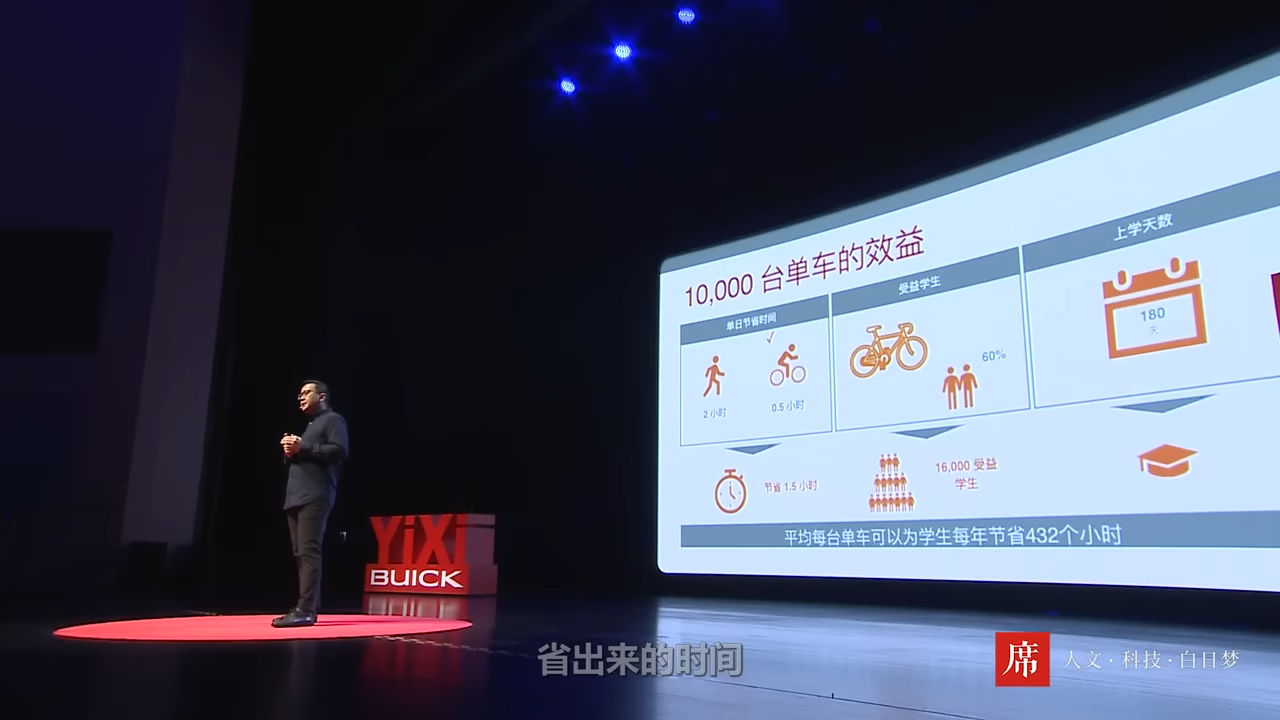 10,000 台单车的效益
单日节省时间
受益学生
上学天数
2 小时
0.5 小时
60%
180
天
节省 1.5 小时
16,000 受益
学生
平均每台单车可以为学生每年节省432个小时
YiXi
BUICK
省出来的时间
席
人文·科技·白日梦